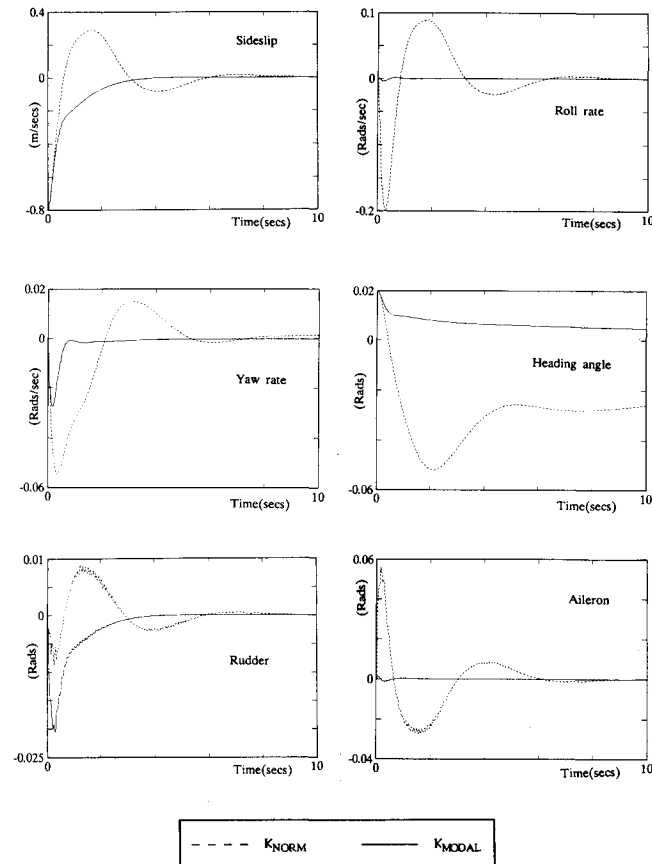 0.4
Sideslip
0
(m/secs)
-0.8
0
Time(secs)
10
0.1
0
Roll rate
(Rads/sec)
-0.2
0
Time(secs)
10
0.02
0
Yaw rate
(Rads/sec)
-0.06
0
Time(secs)
10
0.02
0
Heading angle
(Rads)
-0.06
0
Time(secs)
10
0.01
0
Rudder
(Rads)
-0.025
0
Time(secs)
10
0.06
Aileron
(Rads)
0
-0.04
0
Time(secs)
10
KNORM KMODAL